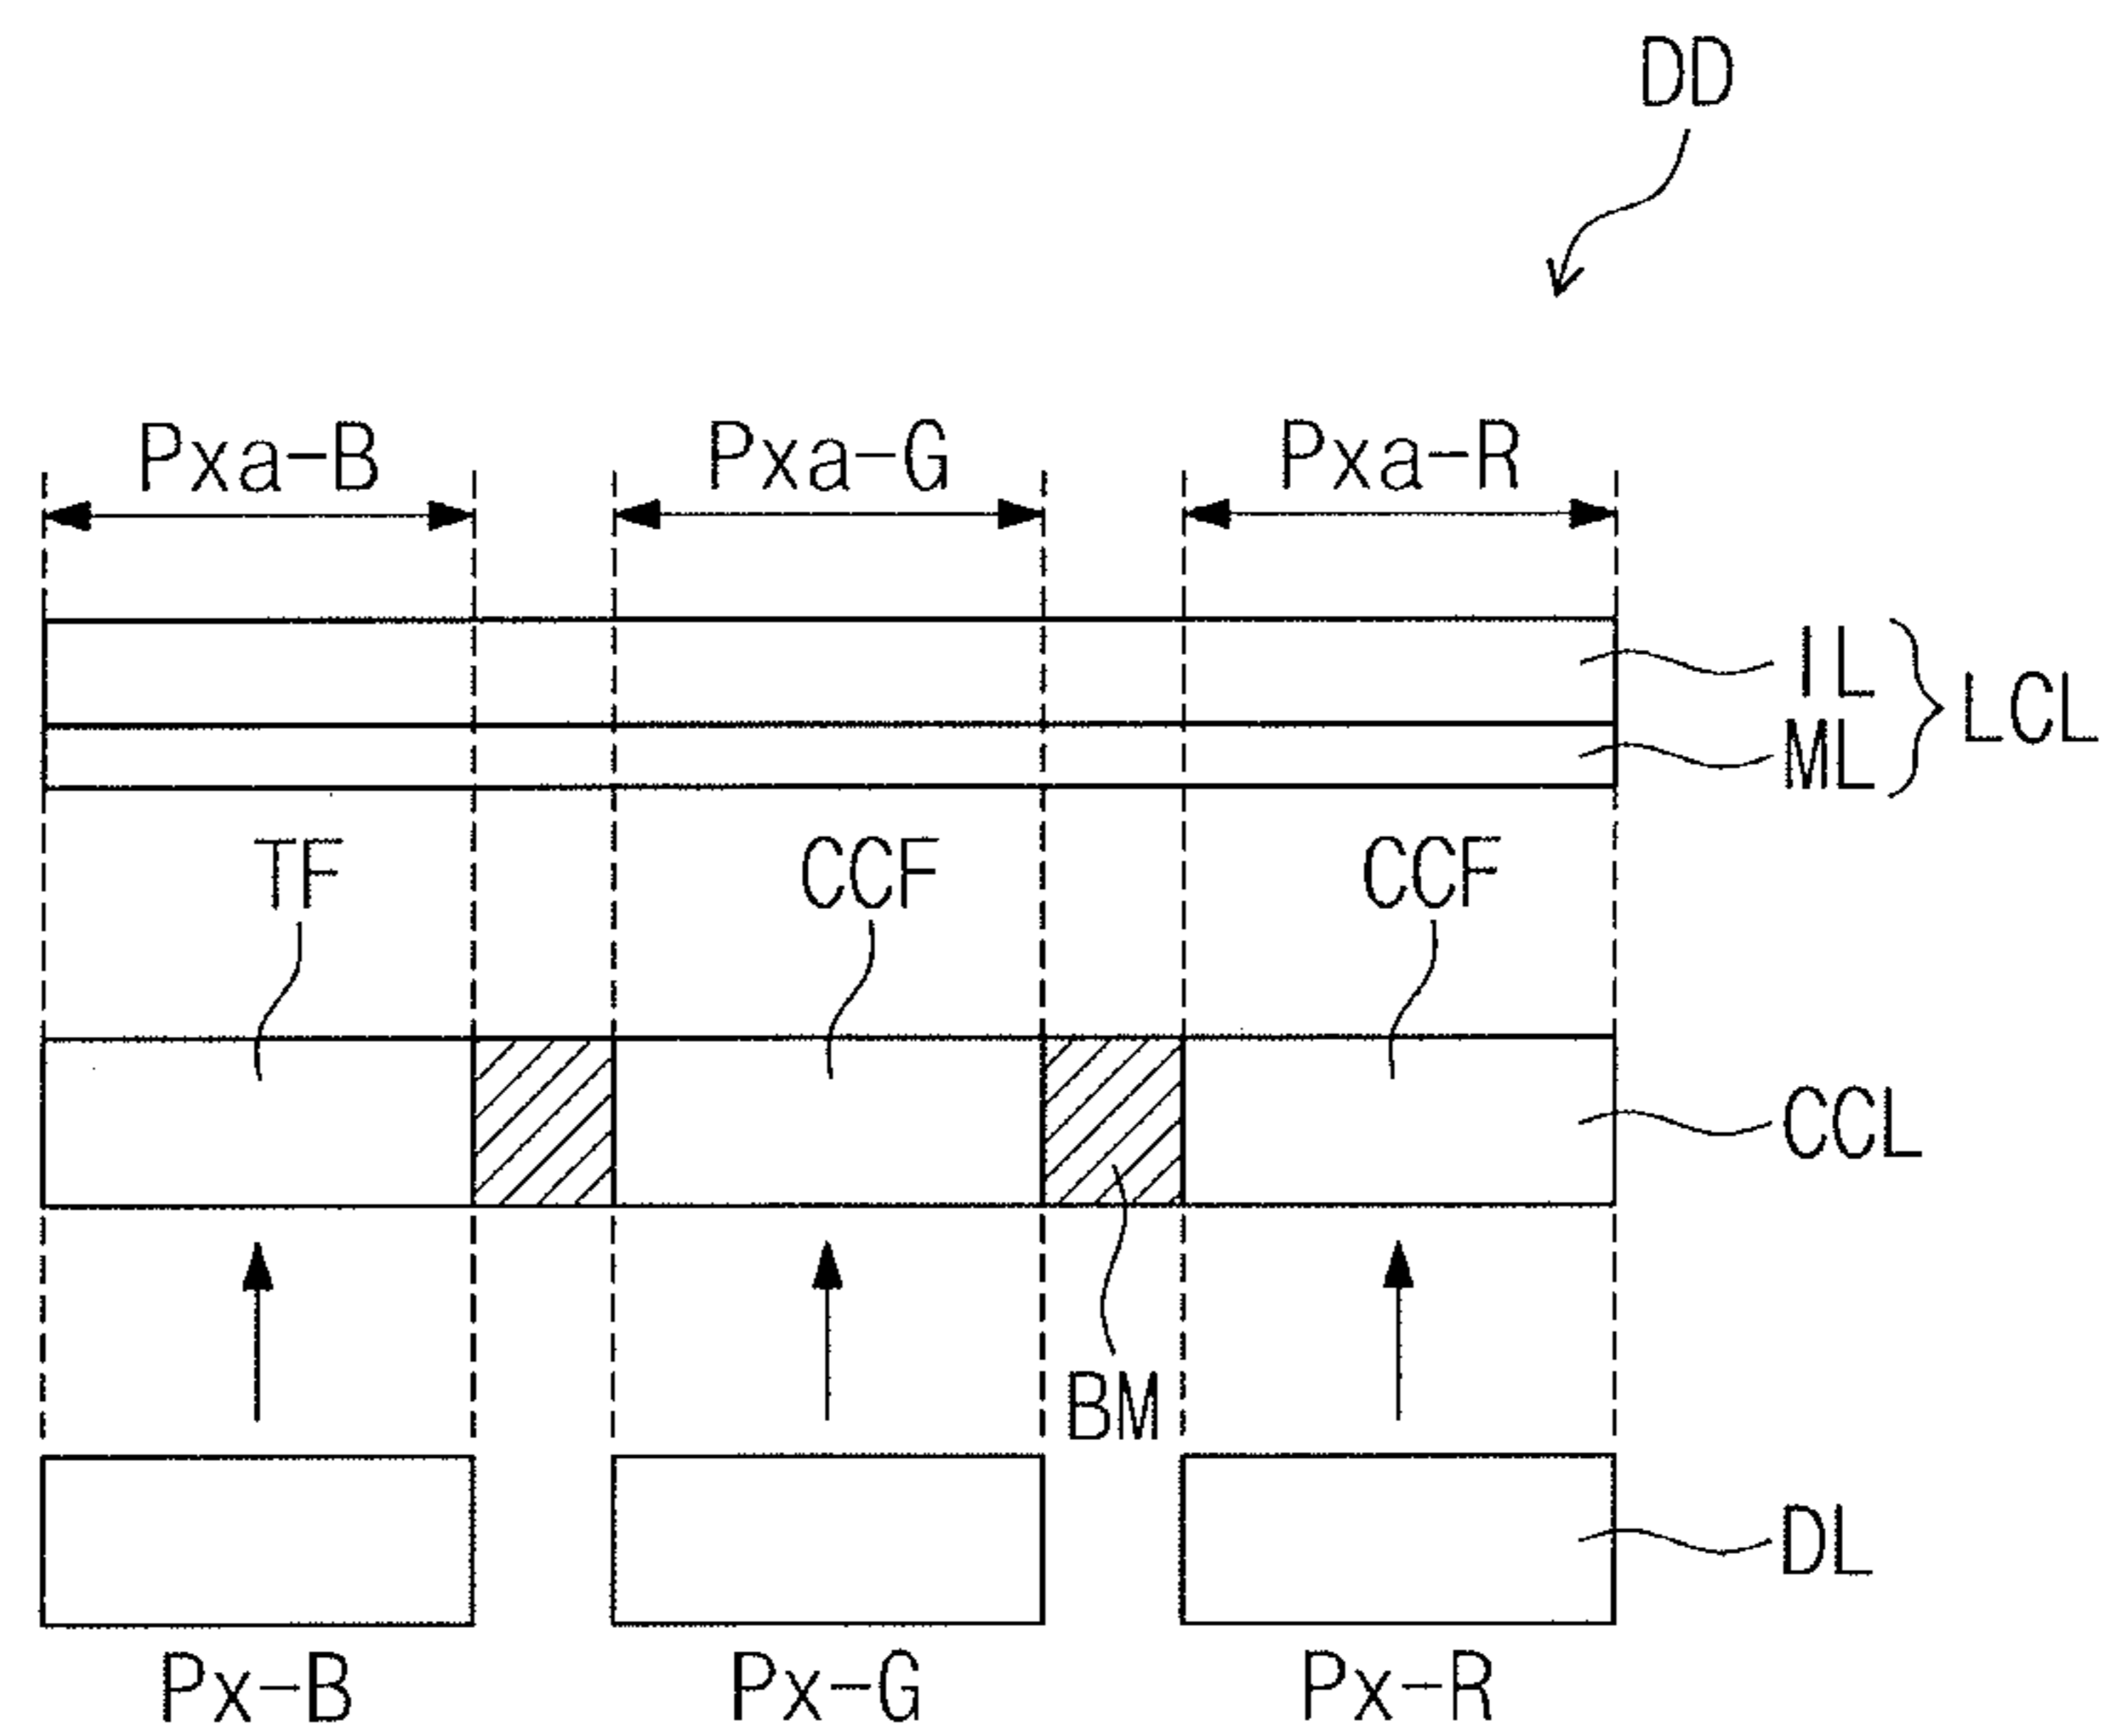 DD
Pxa-B Pxa-G Pxa-R
IL
LCL
ML
TF CCF CCF
CCL
BM
DL
Px-B Px-G Px-R